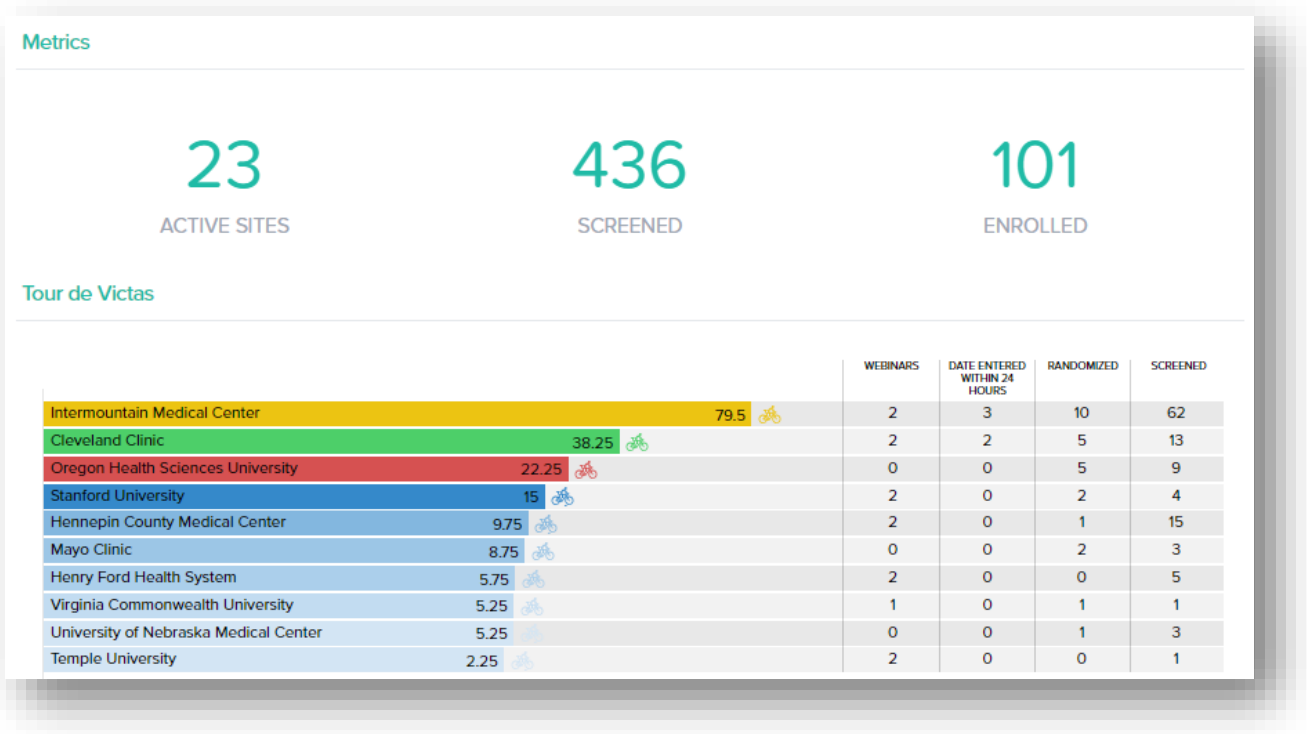 Metrics
23 436 101
ACTIVE SITES SCREENED ENROLLED
Tour de Victas
WEBINARS DATE ENTERED WITHIN 24 HOURS RANDOMIZED SCREENED
Intermountain Medical Center 79.5 2 3 10 62
Cleveland Clinic 38.25 2 2 5 13
Oregon Health Sciences University 22.25 0 0 5 9
Stanford University 15 2 0 2 4
Hennepin County Medical Center 9.75 2 0 1 15
Mayo Clinic 8.75 0 0 2 3
Henry Ford Health System 5.75 2 0 0 5
Virginia Commonwealth University 5.25 1 0 1 1
University of Nebraska Medical Center 5.25 0 0 1 3
Temple University 2.25 2 0 0 1